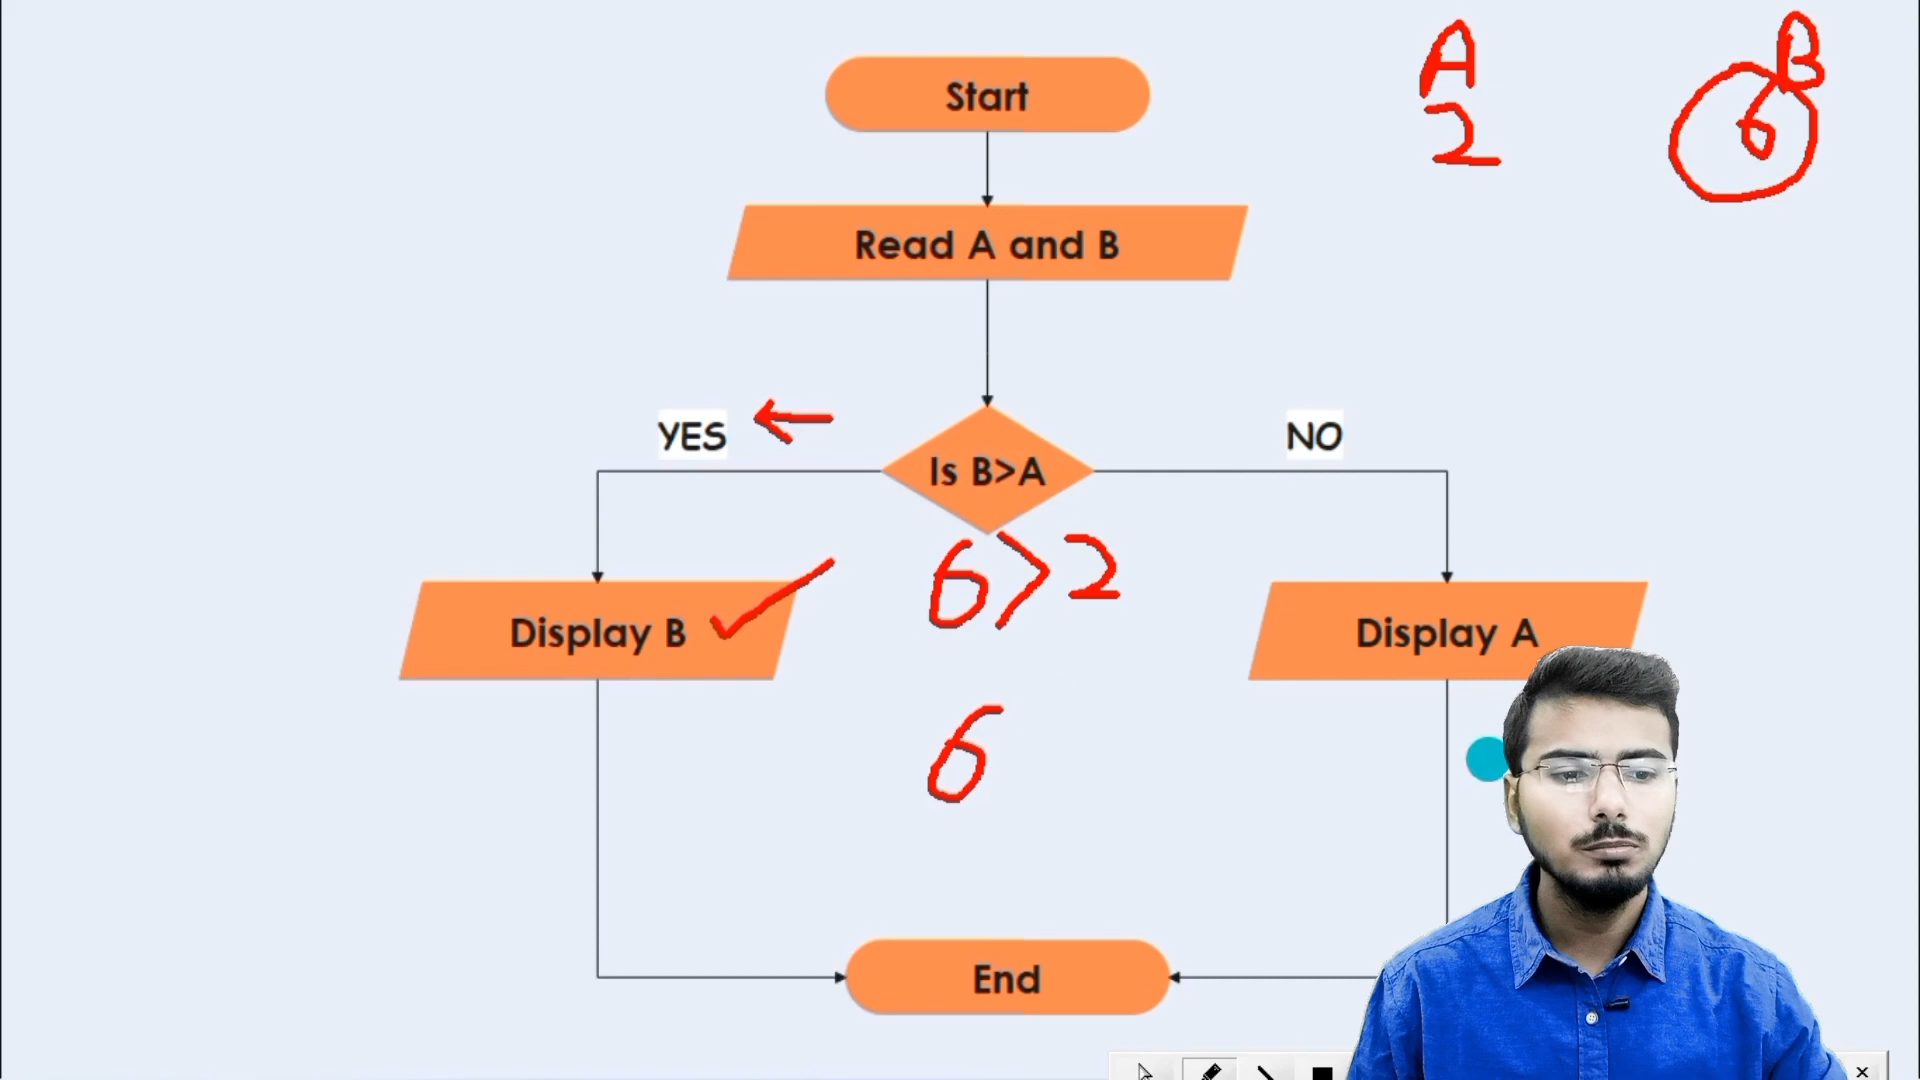 A B
2 6
Start
Read A and B
YES NO
Is B>A
6>2
Display B Display A
6
End